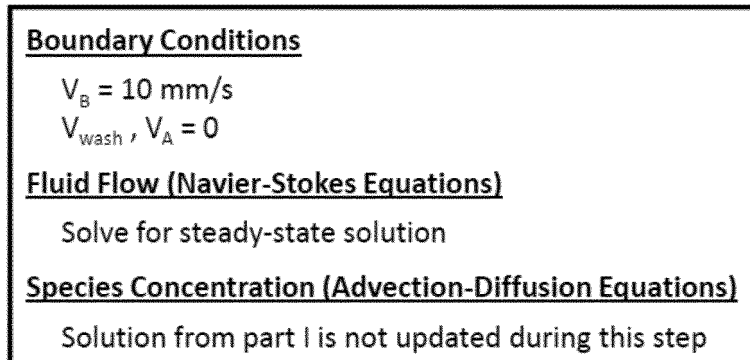 Boundary Conditions
V_B = 10 mm/s
V_wash , V_A = 0
Fluid Flow (Navier-Stokes Equations)
Solve for steady-state solution
Species Concentration (Advection-Diffusion Equations)
Solution from part I is not updated during this step